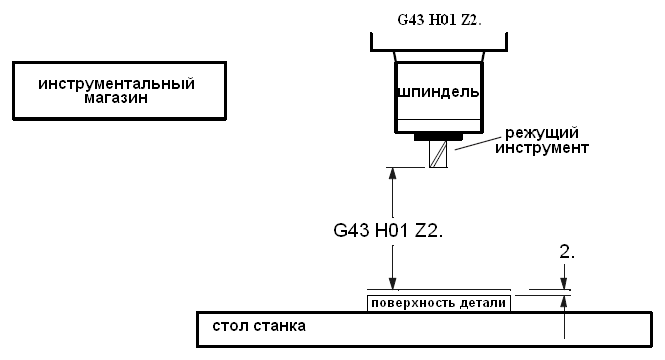 G43 H01 Z2.
инструментальный
магазин
шпиндель
режущий
инструмент
G43 H01 Z2.
2.
поверхность детали
стол станка